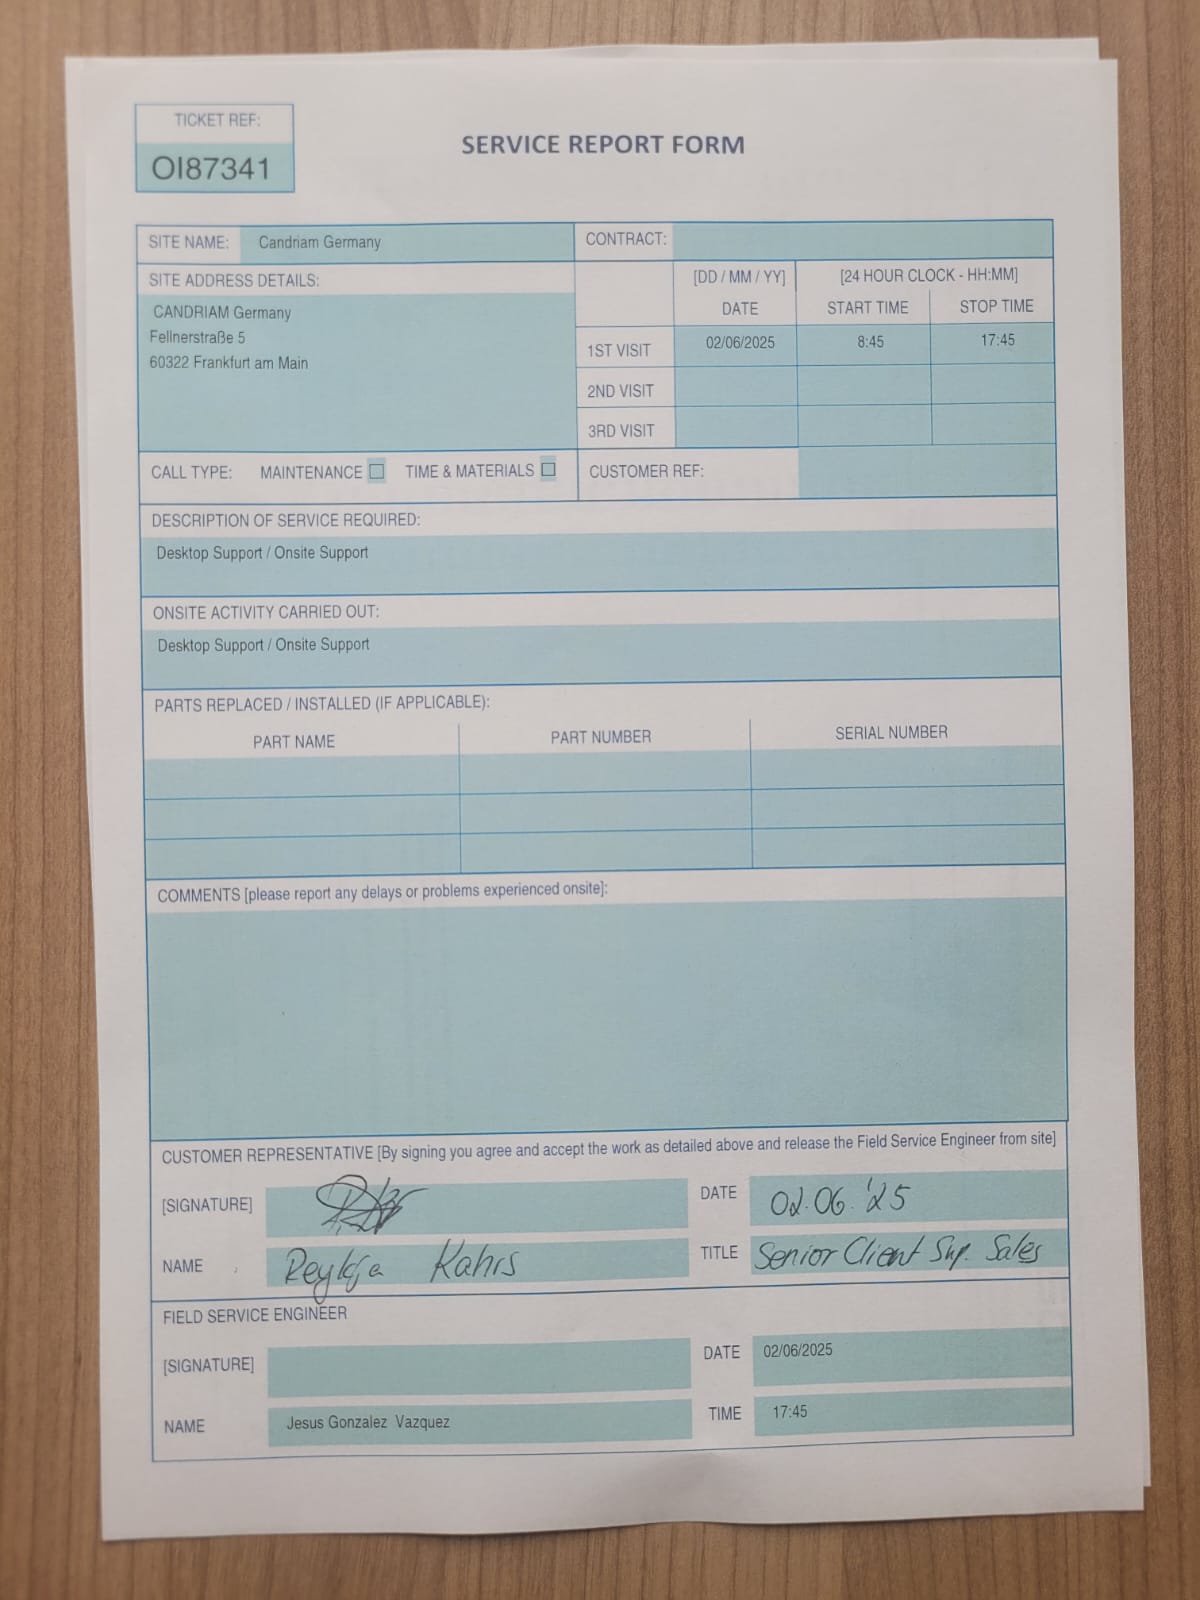 TICKET REF:
OI87341
SERVICE REPORT FORM
SITE NAME: Candriam Germany
CONTRACT:
SITE ADDRESS DETAILS:
CANDRIAM Germany
Fellnerstraße 5
60322 Frankfurt am Main
[DD / MM / YY] [24 HOUR CLOCK - HH:MM]
DATE START TIME STOP TIME
1ST VISIT 02/06/2025 8:45 17:45
2ND VISIT
3RD VISIT
CALL TYPE: MAINTENANCE TIME & MATERIALS
CUSTOMER REF:
DESCRIPTION OF SERVICE REQUIRED:
Desktop Support / Onsite Support
ONSITE ACTIVITY CARRIED OUT:
Desktop Support / Onsite Support
PARTS REPLACED / INSTALLED (IF APPLICABLE):
PART NAME PART NUMBER SERIAL NUMBER
COMMENTS [please report any delays or problems experienced onsite]:
CUSTOMER REPRESENTATIVE [By signing you agree and accept the work as detailed above and release the Field Service Engineer from site]
[SIGNATURE] DATE 02.06.'25
NAME Kahrs TITLE Senior Client Sup. Sales
FIELD SERVICE ENGINEER
[SIGNATURE] DATE 02/06/2025
NAME Jesus Gonzalez Vazquez TIME 17:45